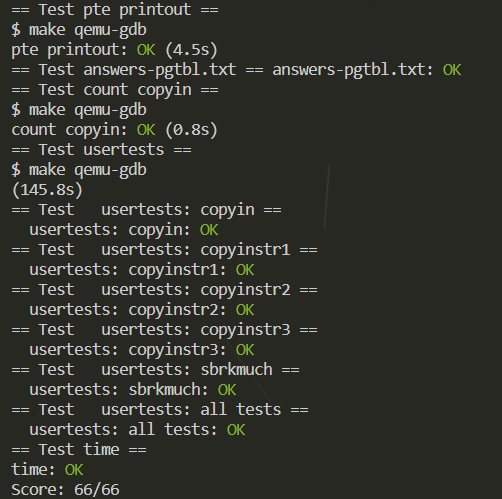 == Test pte printout ==
$ make qemu-gdb
pte printout: OK (4.5s)
== Test answers-pgtbl.txt == answers-pgtbl.txt: OK
== Test count copyin ==
$ make qemu-gdb
count copyin: OK (0.8s)
== Test usertests ==
$ make qemu-gdb
(145.8s)
== Test   usertests: copyin ==
  usertests: copyin: OK
== Test   usertests: copyinstr1 ==
  usertests: copyinstr1: OK
== Test   usertests: copyinstr2 ==
  usertests: copyinstr2: OK
== Test   usertests: copyinstr3 ==
  usertests: copyinstr3: OK
== Test   usertests: sbrkmuch ==
  usertests: sbrkmuch: OK
== Test   usertests: all tests ==
  usertests: all tests: OK
== Test time ==
time: OK
Score: 66/66